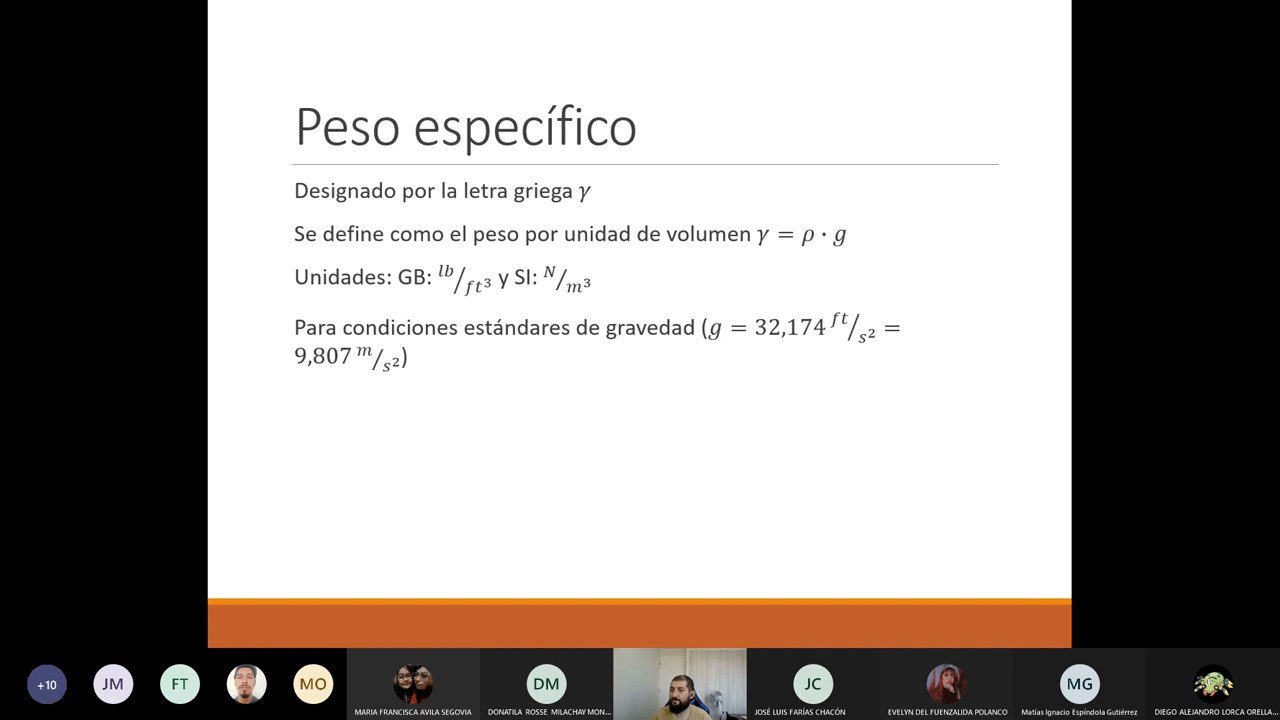 Peso específico
Designado por la letra griega γ
Se define como el peso por unidad de volumen γ = ρ · g
Unidades: GB: lb/ft³ y SI: N/m³
Para condiciones estándares de gravedad (g = 32,174 ft/s² =
9,807 m/s²)
+10
JM
FT
MO
MARIA FRANCISCA AVILA SEGOVIA
DM
DONATILA ROSSE MILACHAY MON...
JC
JOSÉ LUIS FARÍAS CHACÓN
EVELYN DEL FUENZALIDA POLANCO
MG
Matías Ignacio Espíndola Gutiérrez
DIEGO ALEJANDRO LORCA ORELLA...